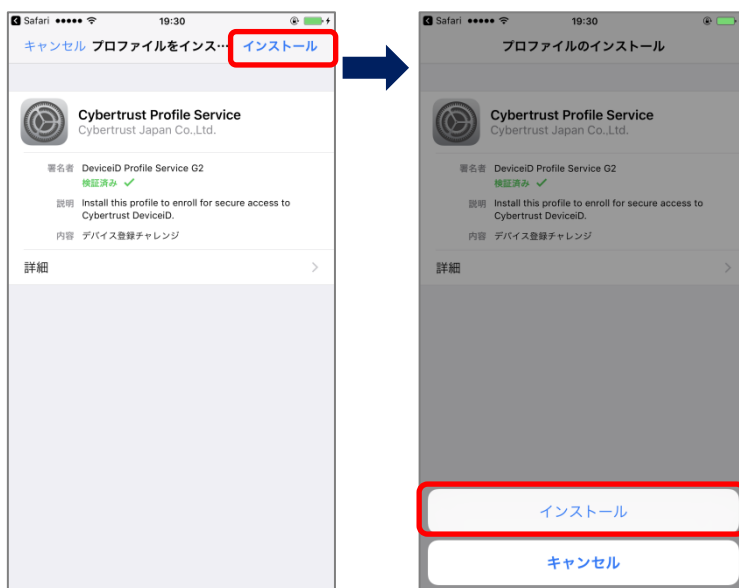 Safari 19:30
キャンセル プロファイルをインス… インストール
Cybertrust Profile Service
Cybertrust Japan Co.,Ltd.
署名者 DeviceiD Profile Service G2
検証済み ✓
説明 Install this profile to enroll for secure access to
Cybertrust DeviceiD.
内容 デバイス登録チャレンジ
詳細
Safari 19:30
プロファイルのインストール
Cybertrust Profile Service
Cybertrust Japan Co.,Ltd.
署名者 DeviceiD Profile Service G2
検証済み ✓
説明 Install this profile to enroll for secure access to
Cybertrust DeviceiD.
内容 デバイス登録チャレンジ
詳細
インストール
キャンセル